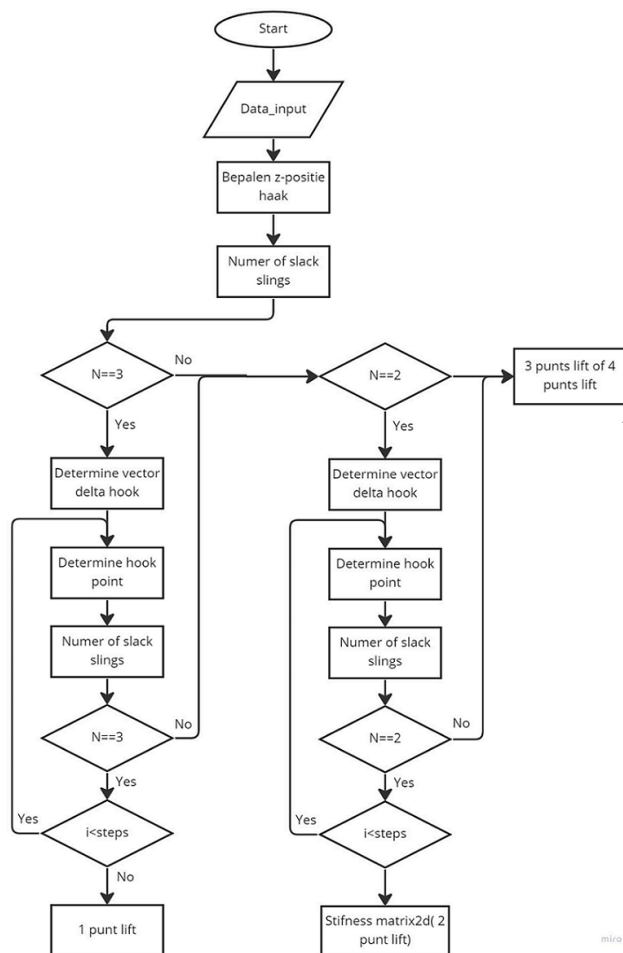 Start
Data_input
Bepalen z-positie
haak
Numer of slack
slings
N==3
No
Yes
N==2
Yes
3 punts lift of 4
punts lift
Determine vector
delta hook
Determine hook
point
Numer of slack
slings
N==3
No
Yes
i<steps
Yes
No
1 punt lift
Determine vector
delta hook
Determine hook
point
Numer of slack
slings
N==2
No
Yes
i<steps
Yes
Stifness matrix2d( 2
punt lift)
miro